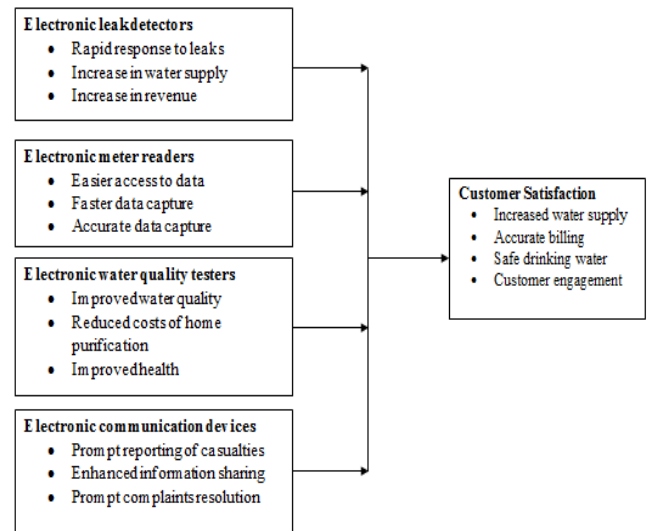 Electronic leak detectors
• Rapid response to leaks
• Increase in water supply
• Increase in revenue
Electronic meter readers
• Easier access to data
• Faster data capture
• Accurate data capture
Electronic water quality testers
• Improved water quality
• Reduced costs of home
purification
• Improved health
Electronic communication devices
• Prompt reporting of casualties
• Enhanced information sharing
• Prompt complaints resolution
Customer Satisfaction
• Increased water supply
• Accurate billing
• Safe drinking water
• Customer engagement